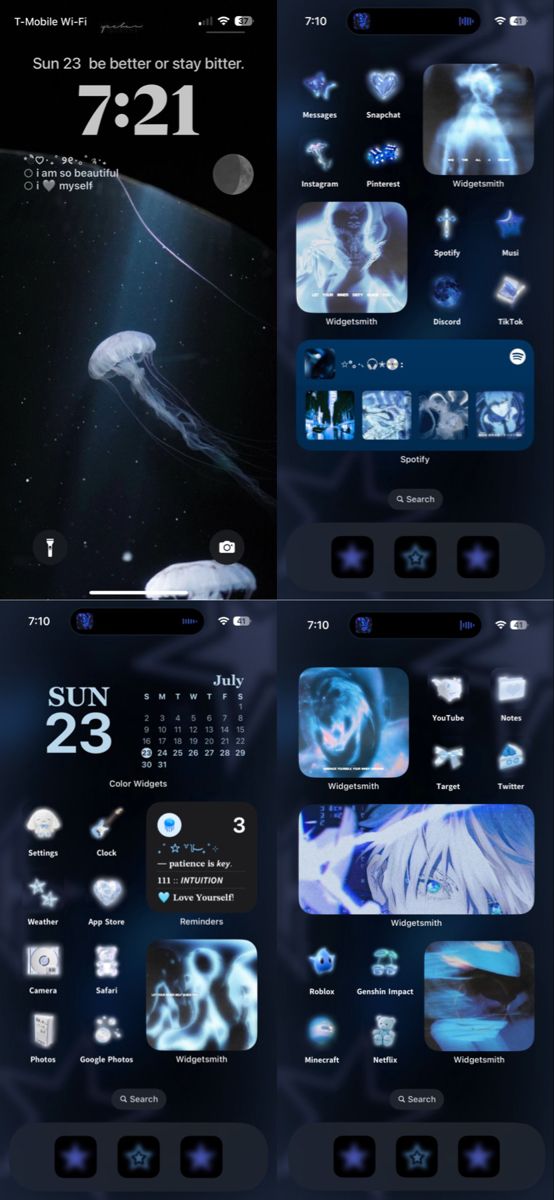 T-Mobile Wi-Fi
37
Sun 23 be better or stay bitter.
7:21
i am so beautiful
i 🩶 myself
7:10
41
Messages
Snapchat
Instagram
Pinterest
Widgetsmith
Widgetsmith
Spotify
Musi
Discord
TikTok
Spotify
Search
7:10
41
SUN
23
July
S M T W T F S
1
2 3 4 5 6 7 8
9 10 11 12 13 14 15
16 17 18 19 20 21 22
23 24 25 26 27 28 29
30 31
Color Widgets
Settings
Clock
Weather
App Store
3
— patience is key.
111 :: INTUITION
🩵 Love Yourself!
Reminders
Camera
Safari
Photos
Google Photos
Widgetsmith
Search
7:10
41
Widgetsmith
YouTube
Notes
Target
Twitter
Widgetsmith
Roblox
Genshin Impact
Minecraft
Netflix
Widgetsmith
Search